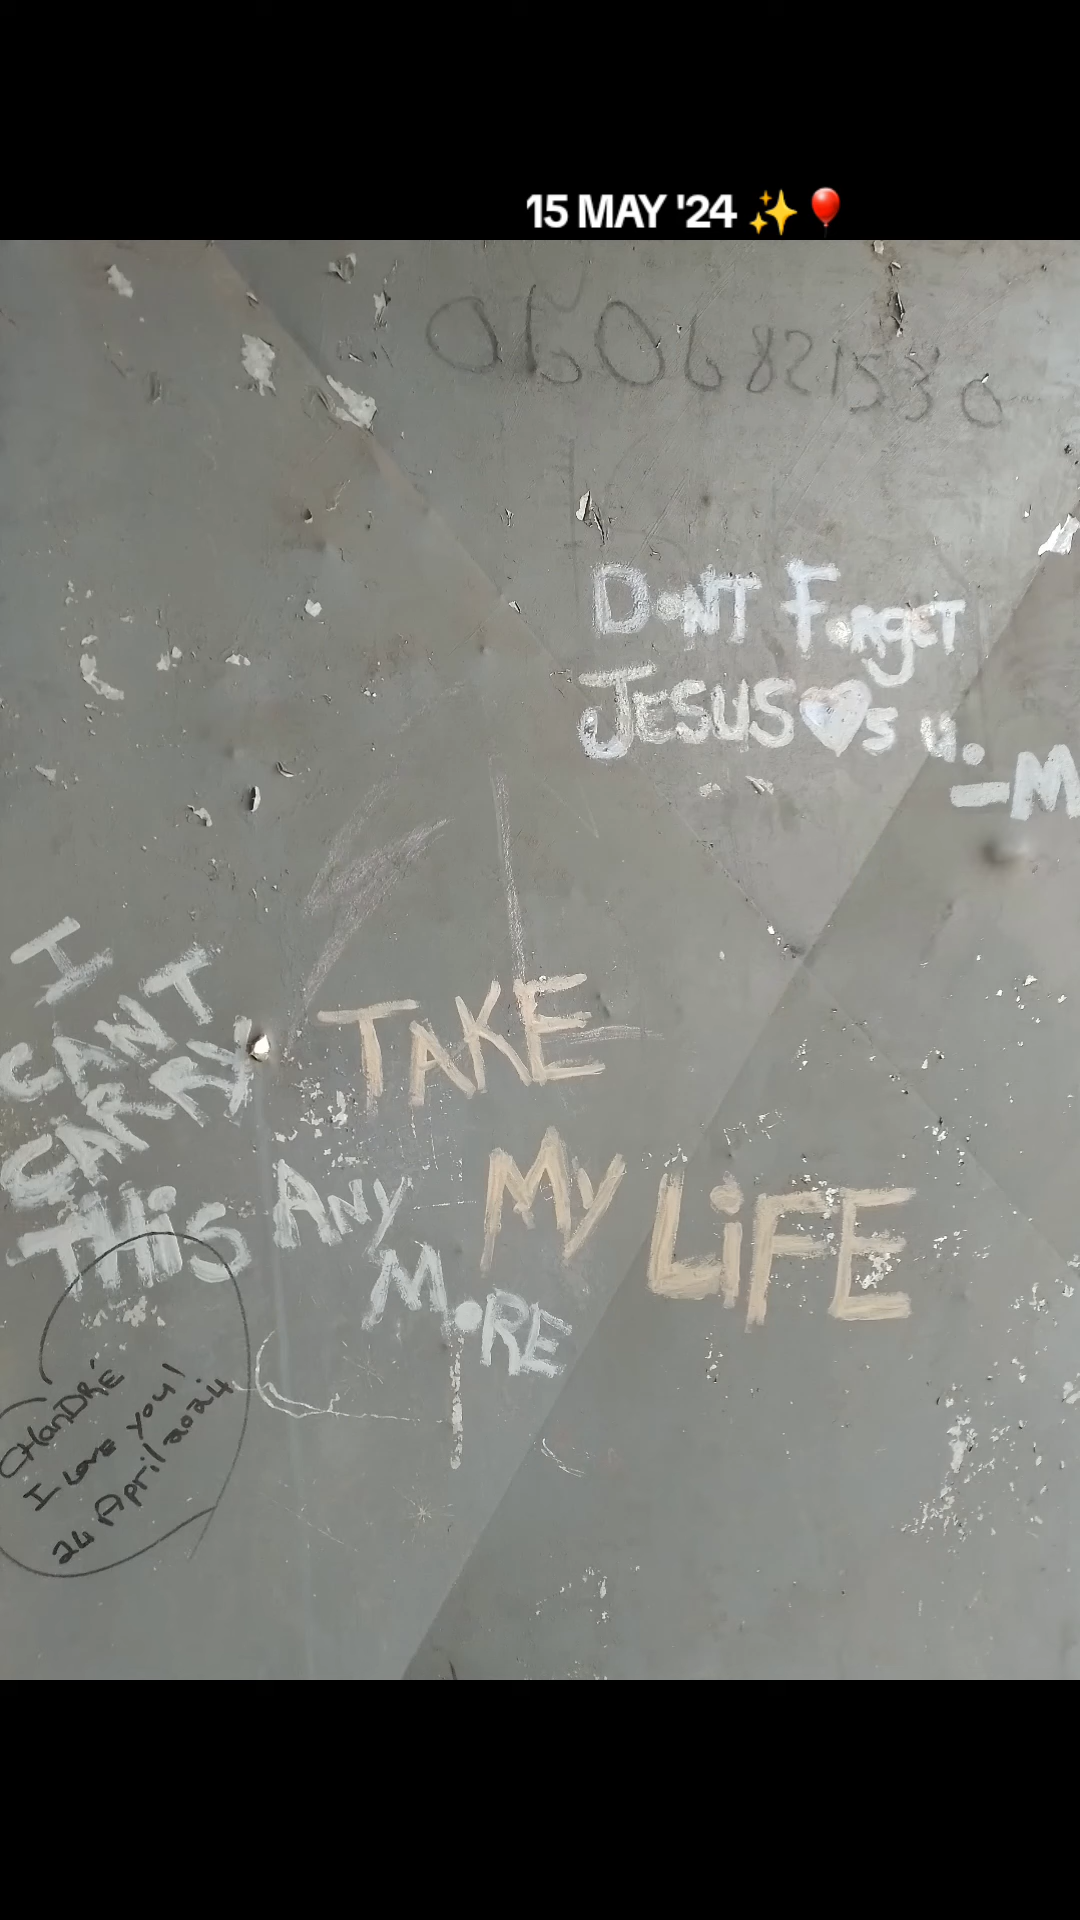 15 MAY '24 ✨🎈
0606821530
DoNT FoRgET
JESUS♥s u.
-M
I
CANT
CARRY
THiS ANY
MoRE
TAKE
My LiFE
CHanDRÉ
I Love you!
24 April 2024